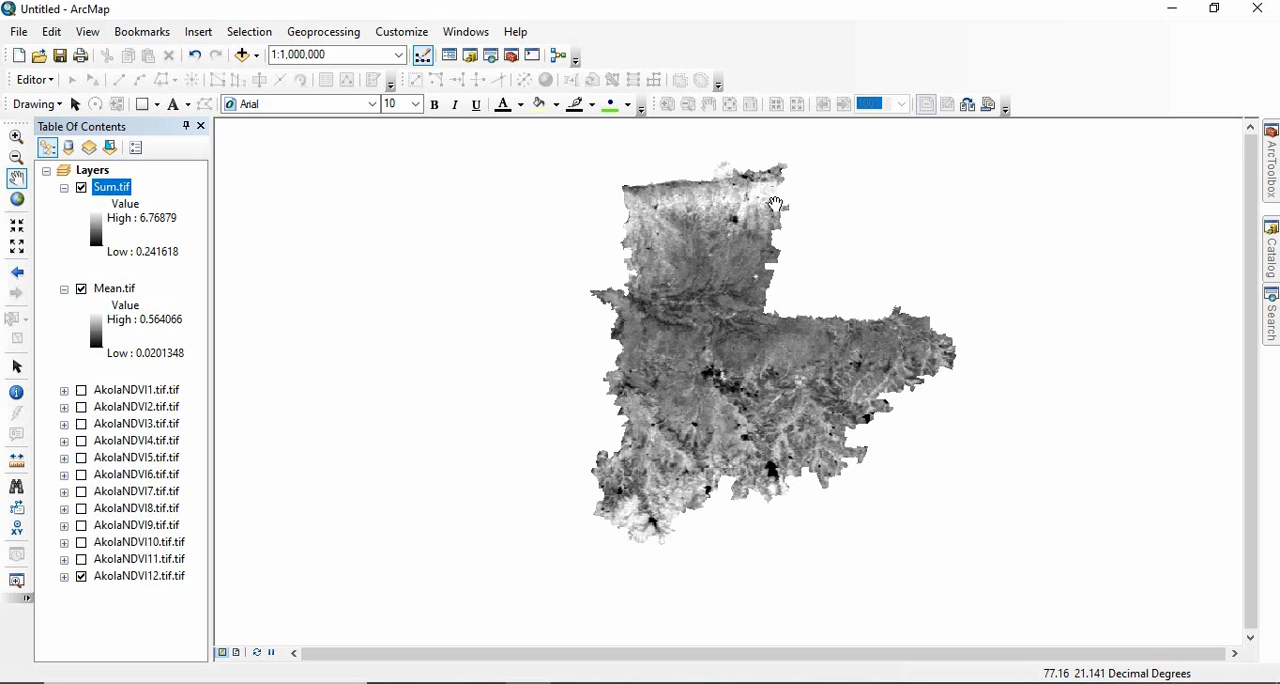 Untitled - ArcMap
File Edit View Bookmarks Insert Selection Geoprocessing Customize Windows Help
1:1,000,000
Editor
Drawing A Arial 10 B I U A 100%
Table Of Contents
Layers
Sum.tif
Value
High : 6.76879
Low : 0.241618
Mean.tif
Value
High : 0.564066
Low : 0.0201348
AkolaNDVI1.tif.tif
AkolaNDVI2.tif.tif
AkolaNDVI3.tif.tif
AkolaNDVI4.tif.tif
AkolaNDVI5.tif.tif
AkolaNDVI6.tif.tif
AkolaNDVI7.tif.tif
AkolaNDVI8.tif.tif
AkolaNDVI9.tif.tif
AkolaNDVI10.tif.tif
AkolaNDVI11.tif.tif
AkolaNDVI12.tif.tif
XY
ArcToolbox
Catalog
Search
77.16 21.141 Decimal Degrees